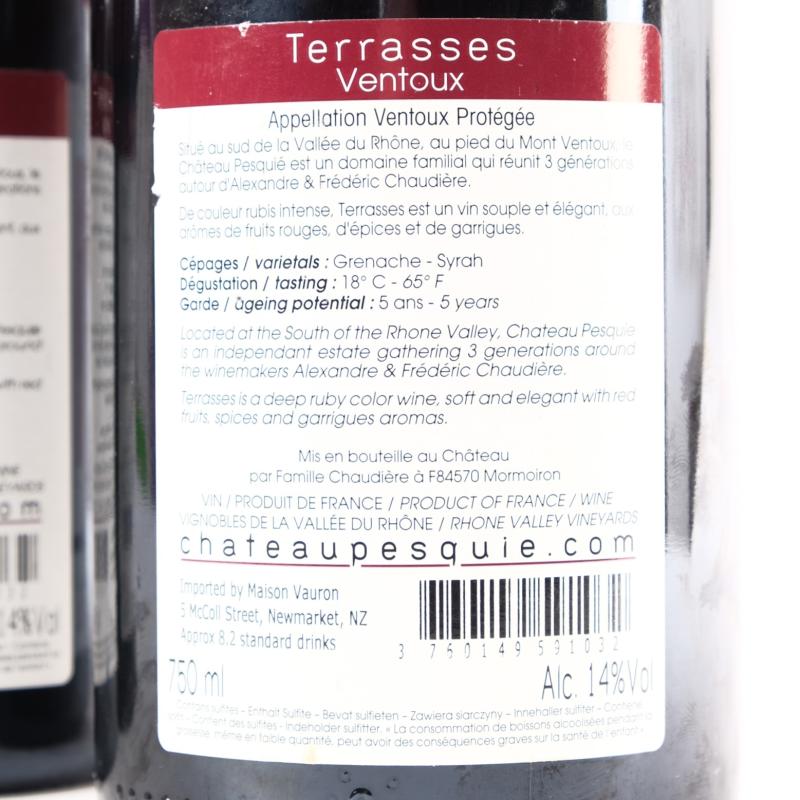 Terrasses
Ventoux
Appellation Ventoux Protégée
Situé au sud de la Vallée du Rhône, au pied du Mont Ventoux, le
Château Pesquié est un domaine familial qui réunit 3 générations
autour d'Alexandre & Frédéric Chaudière.
De couleur rubis intense, Terrasses est un vin souple et élégant, aux
arômes de fruits rouges, d'épices et de garrigues.
Cépages / varietals : Grenache - Syrah
Dégustation / tasting : 18° C - 65° F
Garde / ageing potential : 5 ans - 5 years
Located at the South of the Rhone Valley, Chateau Pesquie
is an independant estate gathering 3 generations around
the winemakers Alexandre & Frédéric Chaudière.
Terrasses is a deep ruby color wine, soft and elegant with red
fruits, spices and garrigues aromas.
Mis en bouteille au Château
par Famille Chaudière à F84570 Mormoiron
VIN / PRODUIT DE FRANCE / PRODUCT OF FRANCE / WINE
VIGNOBLES DE LA VALLÉE DU RHÔNE / RHONE VALLEY VINEYARDS
chateaupesquie.com
Imported by Maison Vauron
5 McColl Street, Newmarket, NZ
Approx 8.2 standard drinks
3 760149 591032
750 ml
Alc. 14%Vol
Contains sulfites - Enthalt Sulfite - Bevat sulfieten - Zawiera siarczyny - Innehaller sulfiter - Contiene
- Content des sulfites - Indeholder sulfitter. « La consommation de boissons alcoolisées pendant la
grossesse, même en faible quantité, peut avoir des conséquences graves sur la santé de l'enfant »